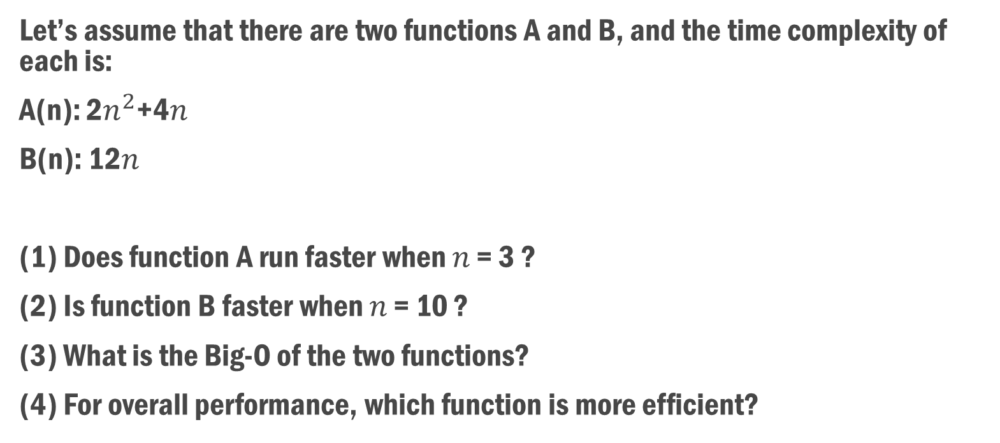 Let’s assume that there are two functions A and B, and the time complexity of
each is:
A(n): 2n²+4n
B(n): 12n
(1) Does function A run faster when n = 3 ?
(2) Is function B faster when n = 10 ?
(3) What is the Big-O of the two functions?
(4) For overall performance, which function is more efficient?